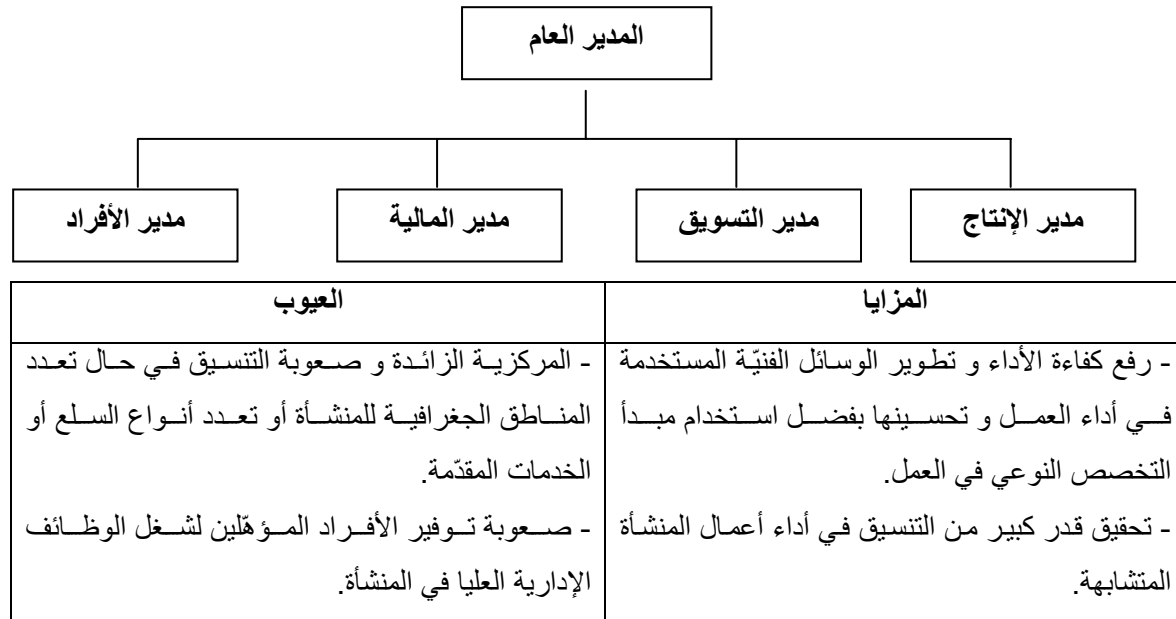 المدير العام
مدير الإنتاج
مدير التسويق
مدير المالية
مدير الأفراد
المزايا
- رفع كفاءة الأداء و تطوير الوسائل الفنيّة المستخدمة
في أداء العمل و تحسينها بفضل استخدام مبدأ
التخصص النوعي في العمل.
- تحقيق قدر كبير من التنسيق في أداء أعمال المنشأة
المتشابهة.
العيوب
- المركزية الزائدة و صعوبة التنسيق في حال تعدد
المناطق الجغرافية للمنشأة أو تعدد أنواع السلع أو
الخدمات المقدّمة.
- صعوبة توفير الأفراد المؤهّلين لشغل الوظائف
الإدارية العليا في المنشأة.